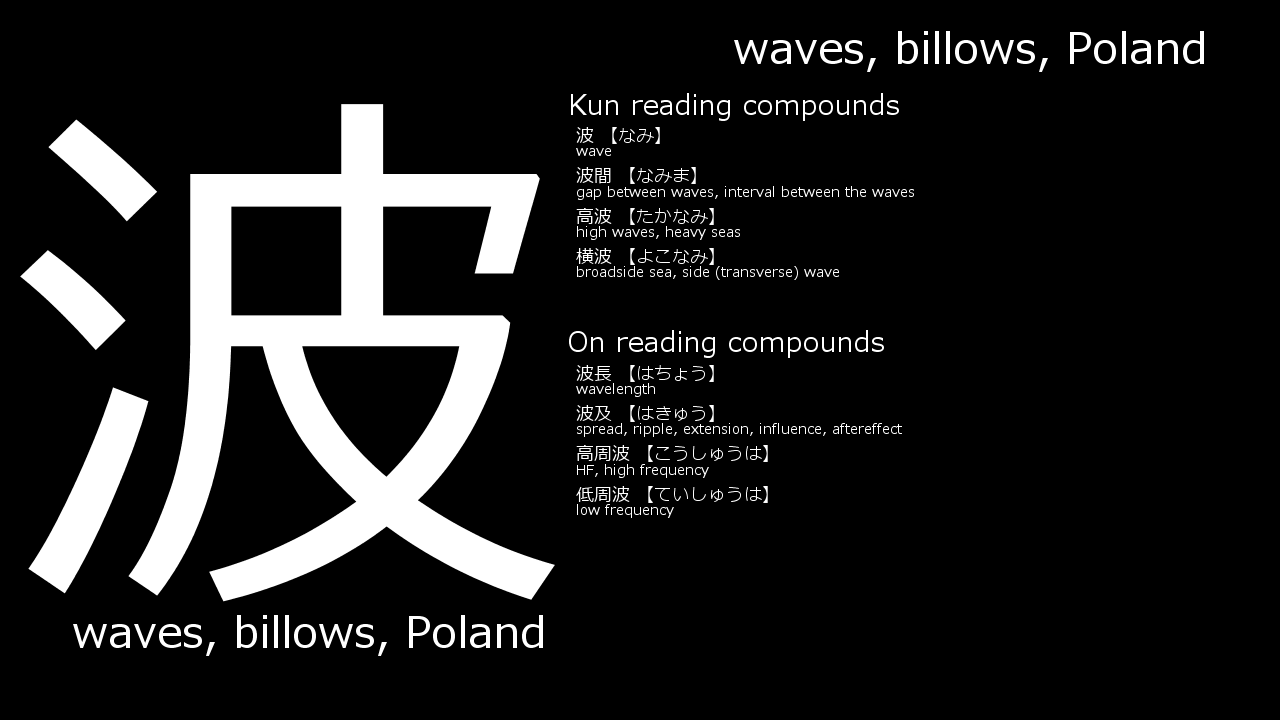 波
waves, billows, Poland
waves, billows, Poland
Kun reading compounds
波 【なみ】
wave
波間 【なみま】
gap between waves, interval between the waves
高波 【たかなみ】
high waves, heavy seas
横波 【よこなみ】
broadside sea, side (transverse) wave
On reading compounds
波長 【はちょう】
wavelength
波及 【はきゅう】
spread, ripple, extension, influence, aftereffect
高周波 【こうしゅうは】
HF, high frequency
低周波 【ていしゅうは】
low frequency